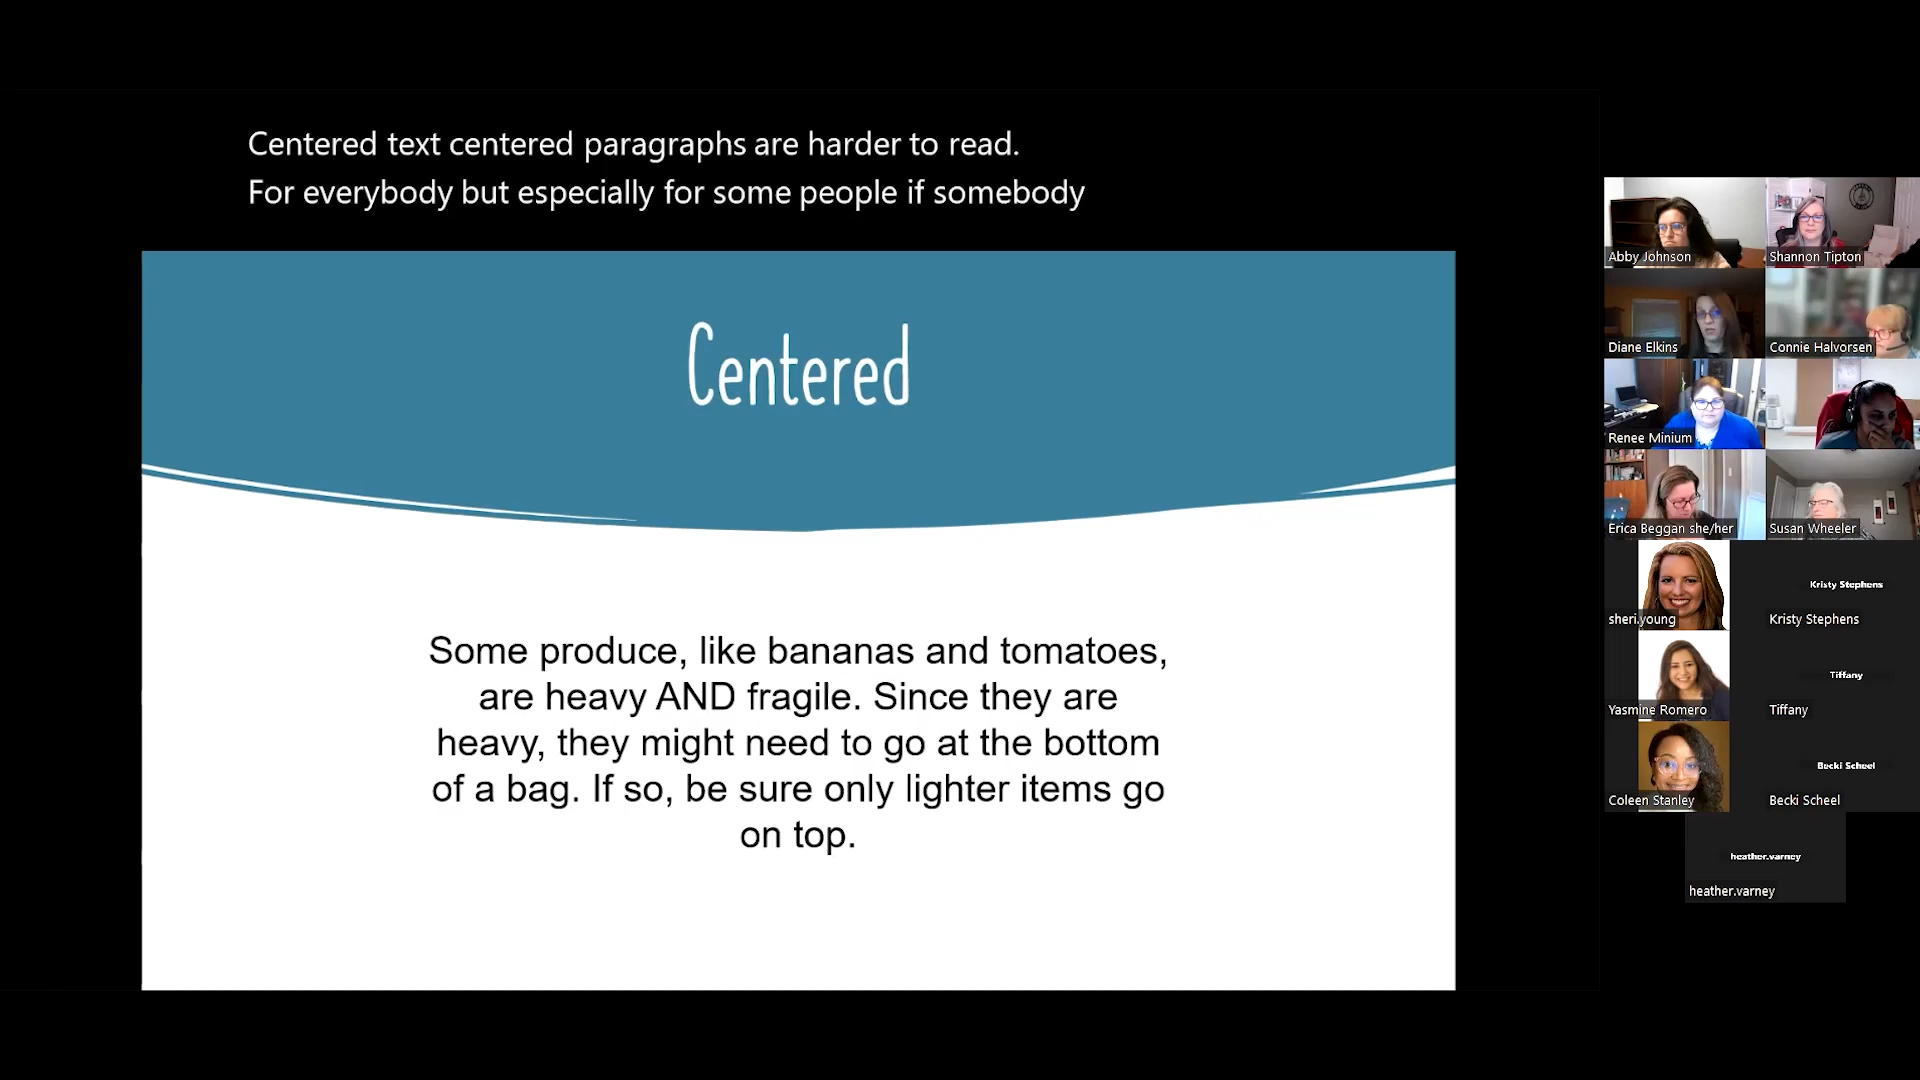 Centered text centered paragraphs are harder to read.
For everybody but especially for some people if somebody
Centered
Some produce, like bananas and tomatoes,
are heavy AND fragile. Since they are
heavy, they might need to go at the bottom
of a bag. If so, be sure only lighter items go
on top.
Abby Johnson
Shannon Tipton
Diane Elkins
Connie Halvorsen
Renee Minium
Erica Beggan she/her
Susan Wheeler
sheri.young
Kristy Stephens
Kristy Stephens
Yasmine Romero
Tiffany
Tiffany
Coleen Stanley
Becki Scheel
Becki Scheel
heather.varney
heather.varney